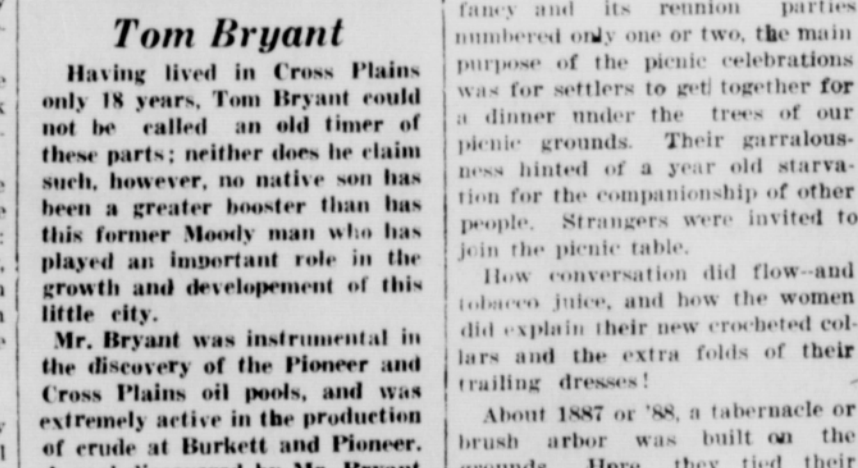 Tom Bryant
Having lived in Cross Plains
only 18 years, Tom Bryant could
not be called an old timer of
these parts; neither does he claim
such, however, no native son has
been a greater booster than has
this former Moody man who has
played an important role in the
growth and developement of this
little city.
Mr. Bryant was instrumental in
the discovery of the Pioneer and
Cross Plains oil pools, and was
extremely active in the production
of crude at Burkett and Pioneer.
Mr. Bryant
fancy and its reunion parties
numbered only one or two, the main
purpose of the picnic celebrations
was for settlers to get together for
a dinner under the trees of our
picnic grounds. Their garralous-
ness hinted of a year old starva-
tion for the companionship of other
people. Strangers were invited to
join the picnic table.
How conversation did flow--and
tobacco juice, and how the women
did explain their new crocheted col-
lars and the extra folds of their
trailing dresses!
About 1887 or '88, a tabernacle or
brush arbor was built on the
grounds. Here they tied their